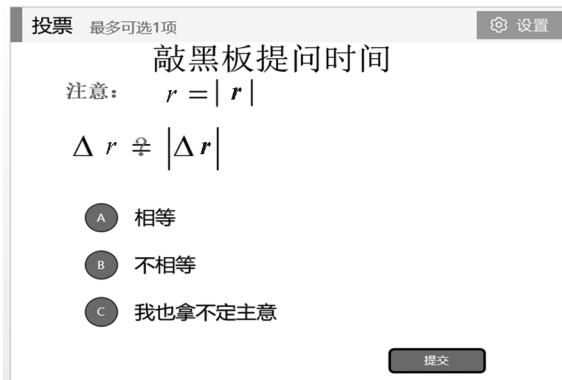 投票 最多可选1项 设置
敲黑板提问时间
注意: r = | r |
Δ r ≟ |Δ r|
A 相等
B 不相等
C 我也拿不定主意
提交